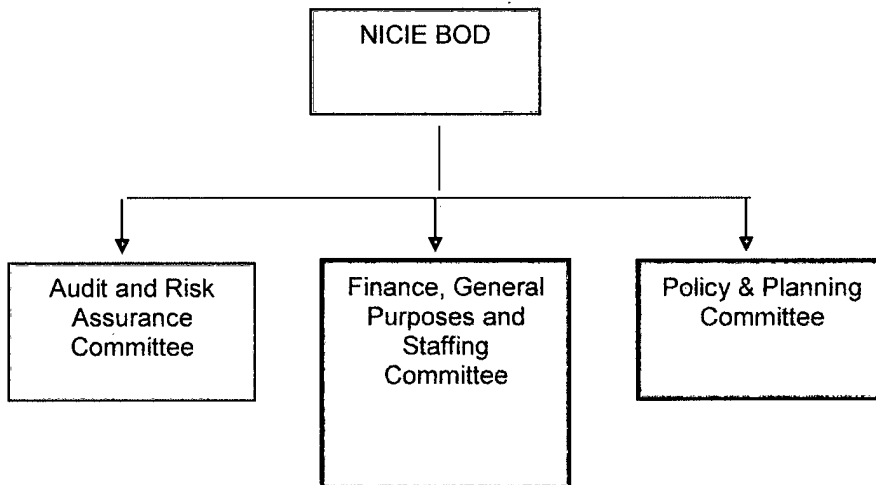 NICIE BOD
Audit and Risk
Assurance
Committee
Finance, General
Purposes and
Staffing
Committee
Policy & Planning
Committee